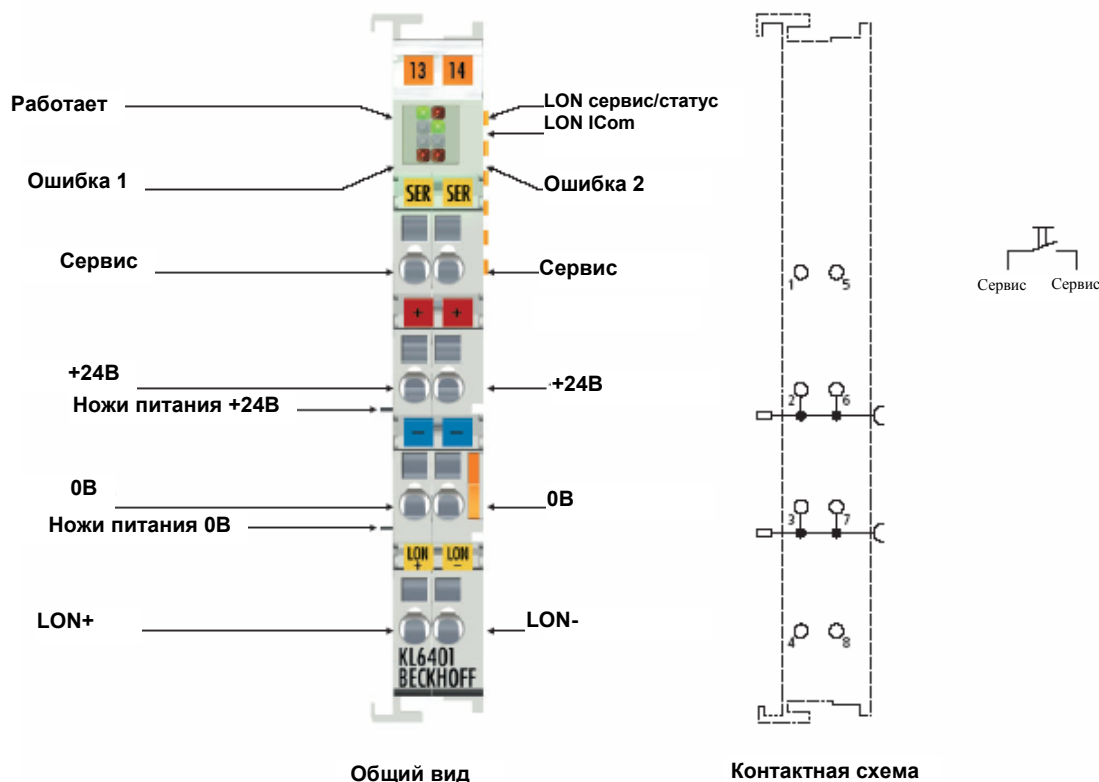 13 14
Работает
LON сервис/статус
LON ICom
Ошибка 1
Ошибка 2
SER SER
Сервис
Сервис
+ +
+24В
+24В
Ножи питания +24В
- -
0В
0В
Ножи питания 0В
LON + LON -
LON+
LON-
KL6401
BECKHOFF
Общий вид
1 5
2 6
3 7
4 8
Сервис Сервис
Контактная схема